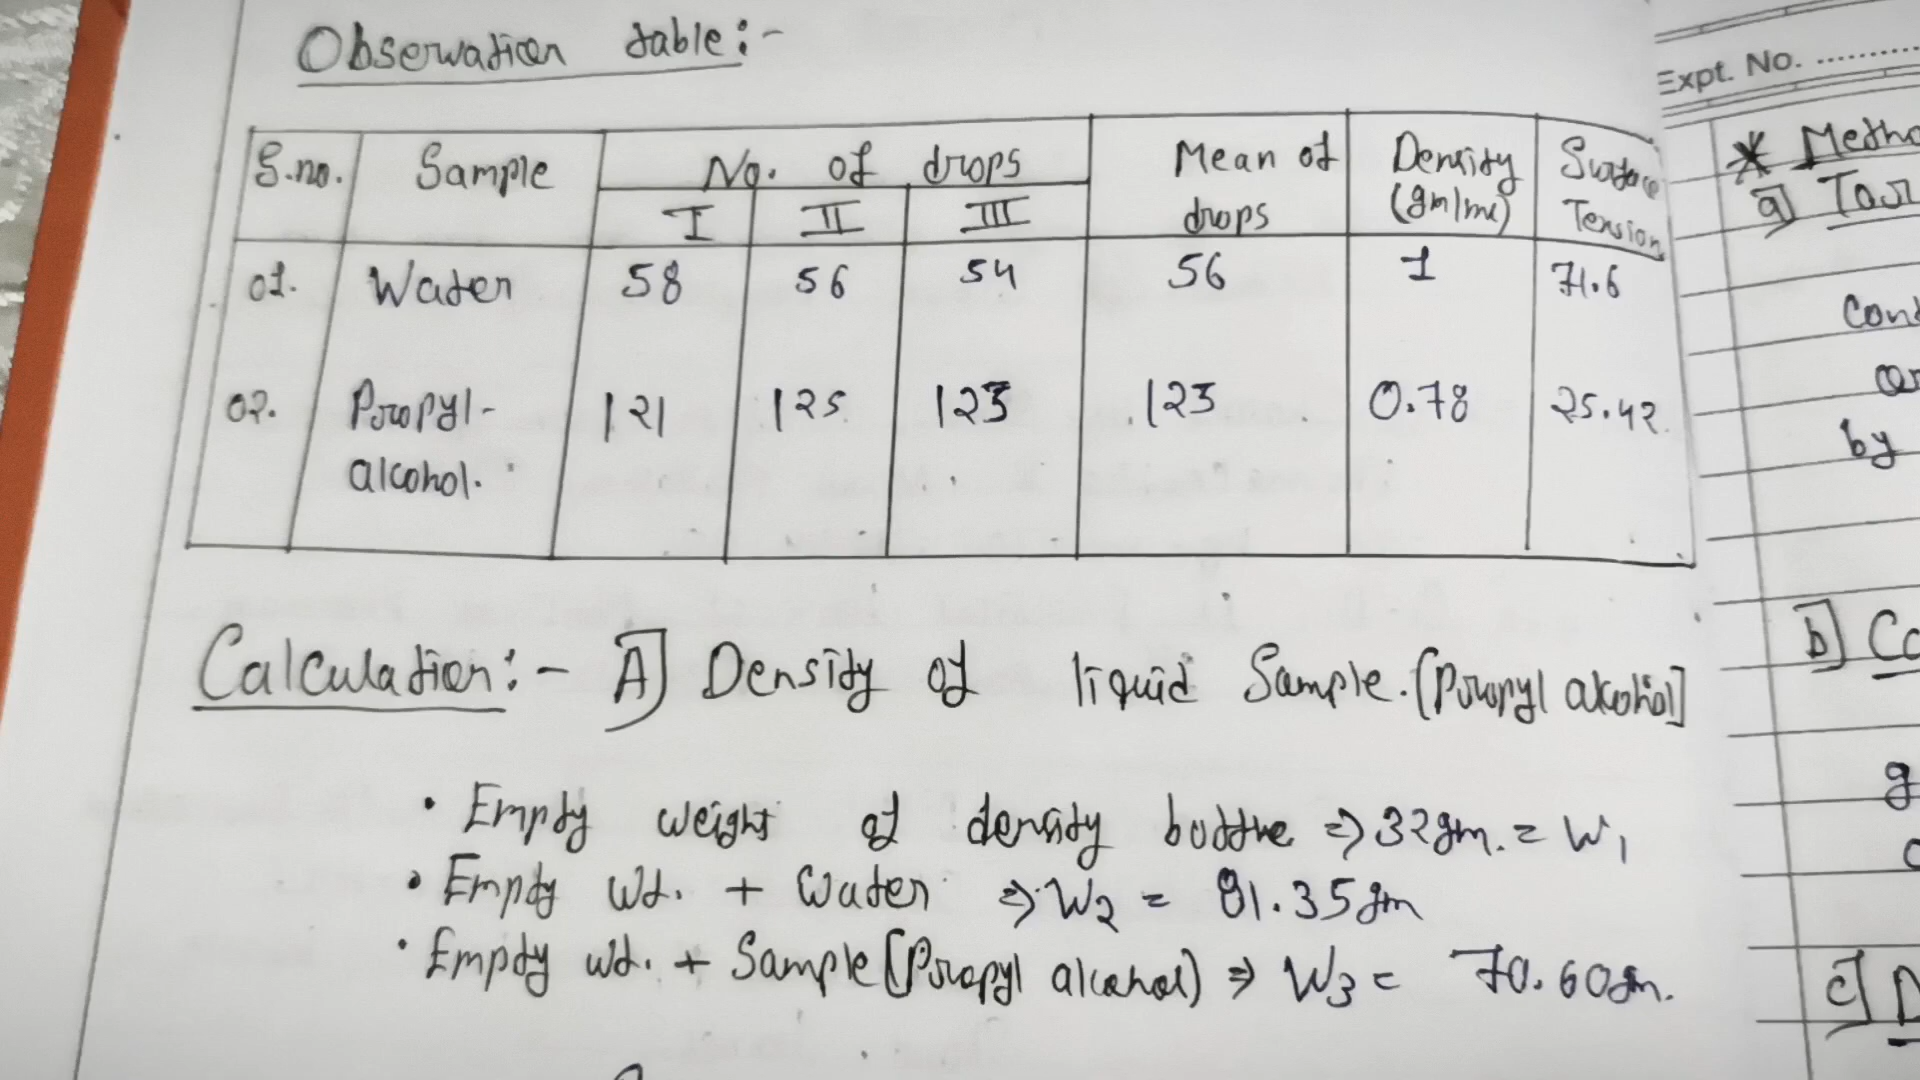 Observation table:-
Expt. No. ..........
S.no. Sample No. of drops Mean of drops Density (gm/ml) Surface Tension
I II III
01. Water 58 56 54 56 1 71.6
02. Propyl- 121 125 123 123 0.78 25.42
alcohol.
Calculation:- A] Density of liquid Sample. [Propyl alcohol]
• Empty weight of density bottle => 32gm. = W1
• Empty wt. + Water => W2 = 81.35gm
• Empty wt. + Sample [Propyl alcohol) => W3 = 70.60gm.
a]
by
b]
c]